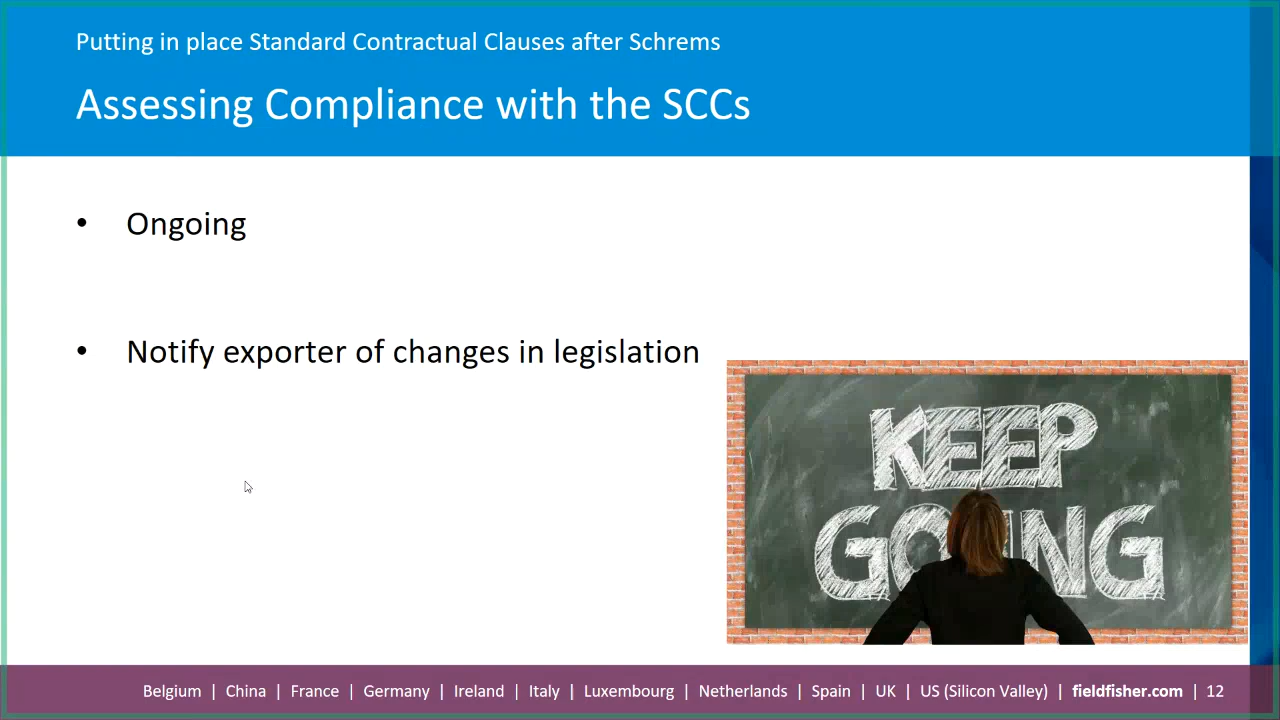 Putting in place Standard Contractual Clauses after Schrems
Assessing Compliance with the SCCs
• Ongoing
• Notify exporter of changes in legislation
KEEP
GOING
Belgium | China | France | Germany | Ireland | Italy | Luxembourg | Netherlands | Spain | UK | US (Silicon Valley) | fieldfisher.com | 12